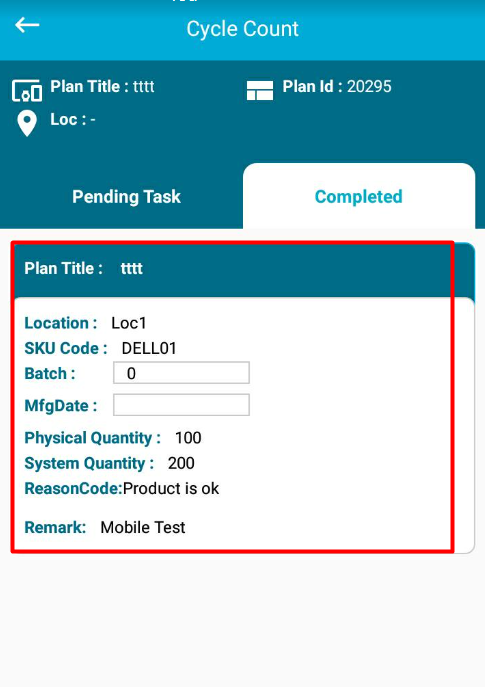 Cycle Count
Plan Title : tttt
Plan Id : 20295
Loc : -
Pending Task
Completed
Plan Title : tttt
Location : Loc1
SKU Code : DELL01
Batch : 0
MfgDate :
Physical Quantity : 100
System Quantity : 200
ReasonCode:Product is ok
Remark: Mobile Test